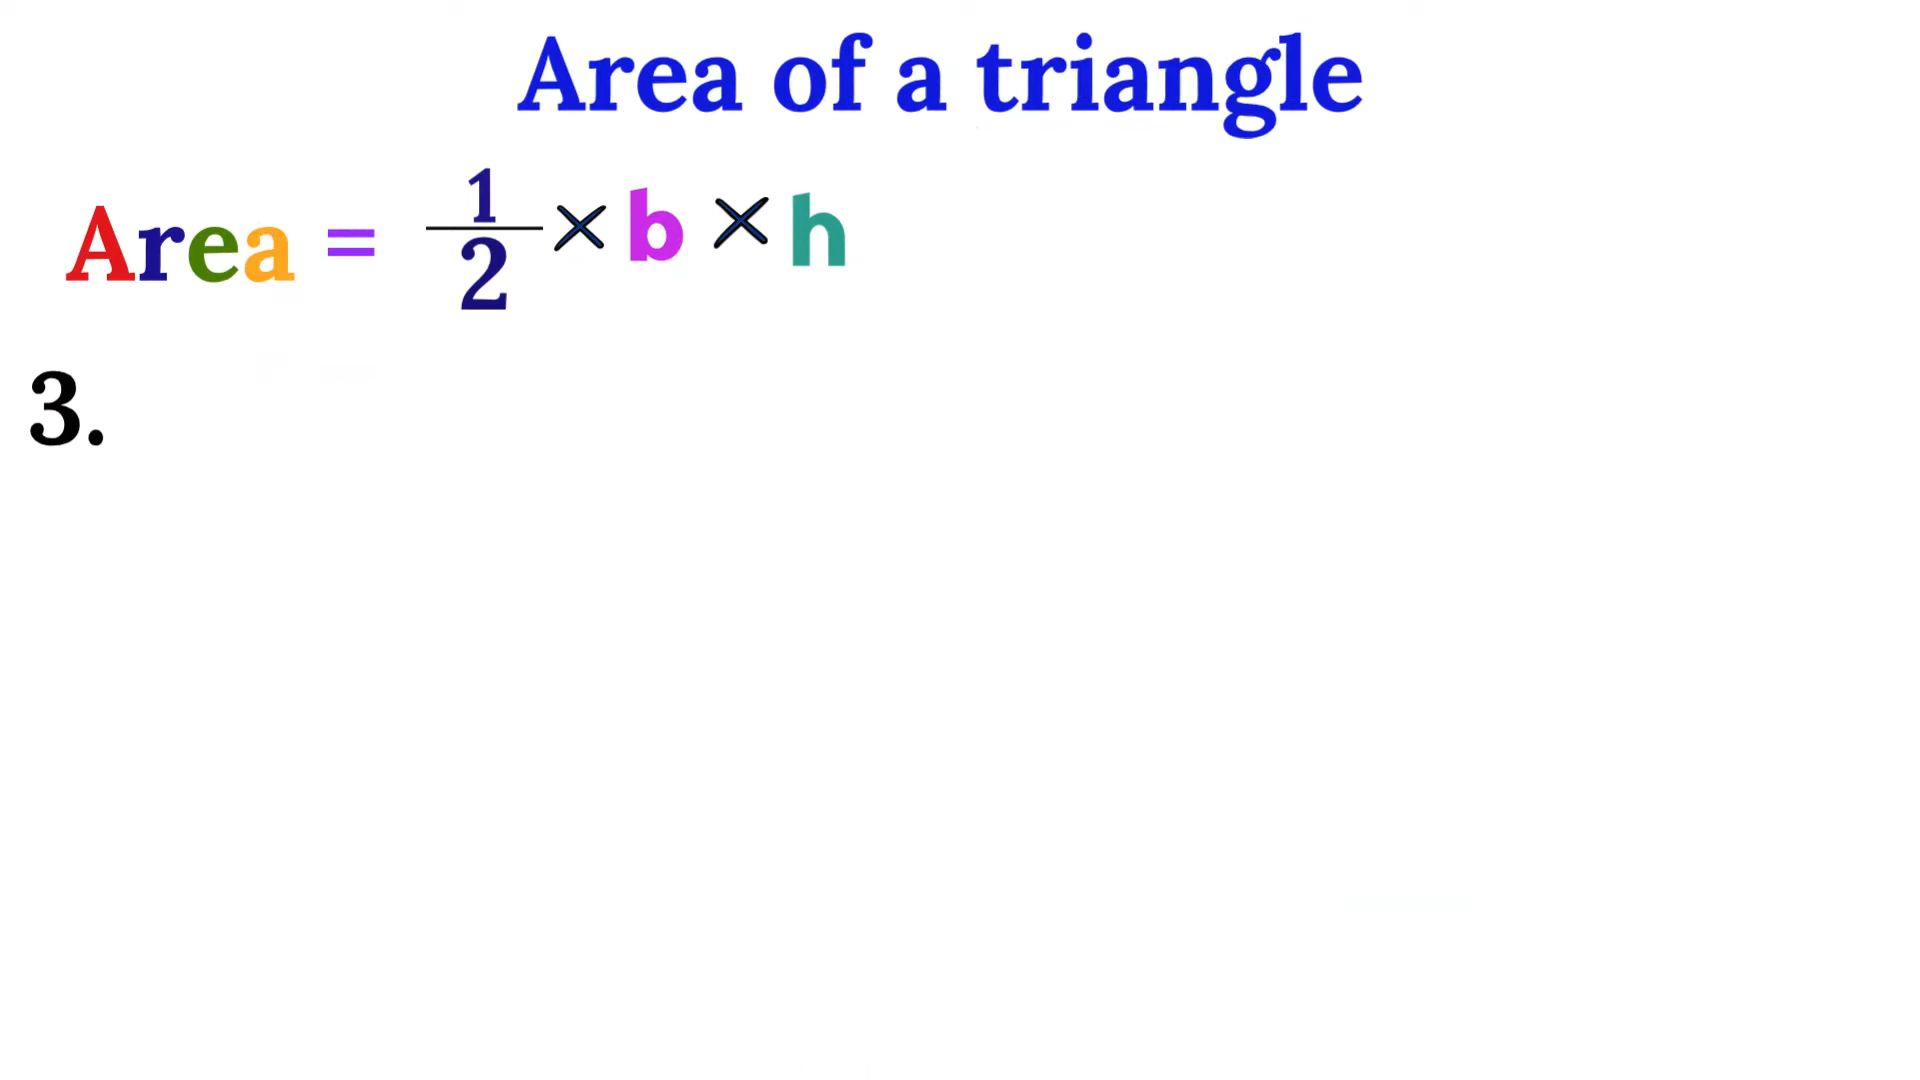 Area of a triangle
Area = 1/2 × b × h
3.